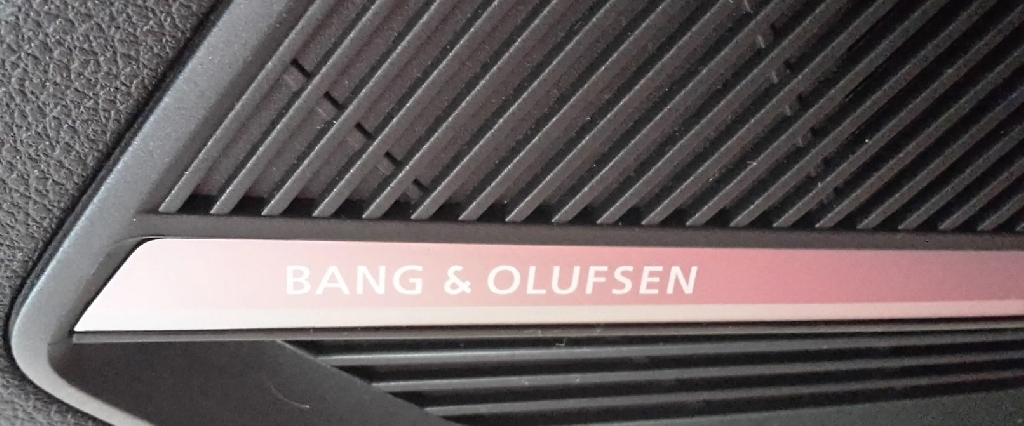 BANG & OLUFSEN